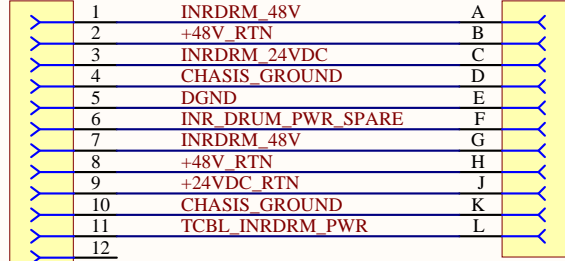 1 INRDRM_48V A
2 +48V_RTN B
3 INRDRM_24VDC C
4 CHASIS_GROUND D
5 DGND E
6 INR_DRUM_PWR_SPARE F
7 INRDRM_48V G
8 +48V_RTN H
9 +24VDC_RTN J
10 CHASIS_GROUND K
11 TCBL_INRDRM_PWR L
12